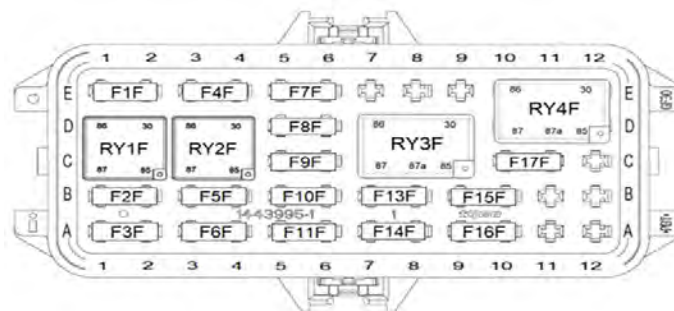 1 2 3 4 5 6 7 8 9 10 11 12
E F1F F4F F7F 86 30 E
D 86 30 86 30 F8F 86 30 RY4F D
RY1F RY2F RY3F 87 87a 85
C 87 85 87 85 F9F 87 87a 85 F17F C
B F2F F5F F10F F13F F15F B
1443995-1 1
A F3F F6F F11F F14F F16F A
1 2 3 4 5 6 7 8 9 10 11 12